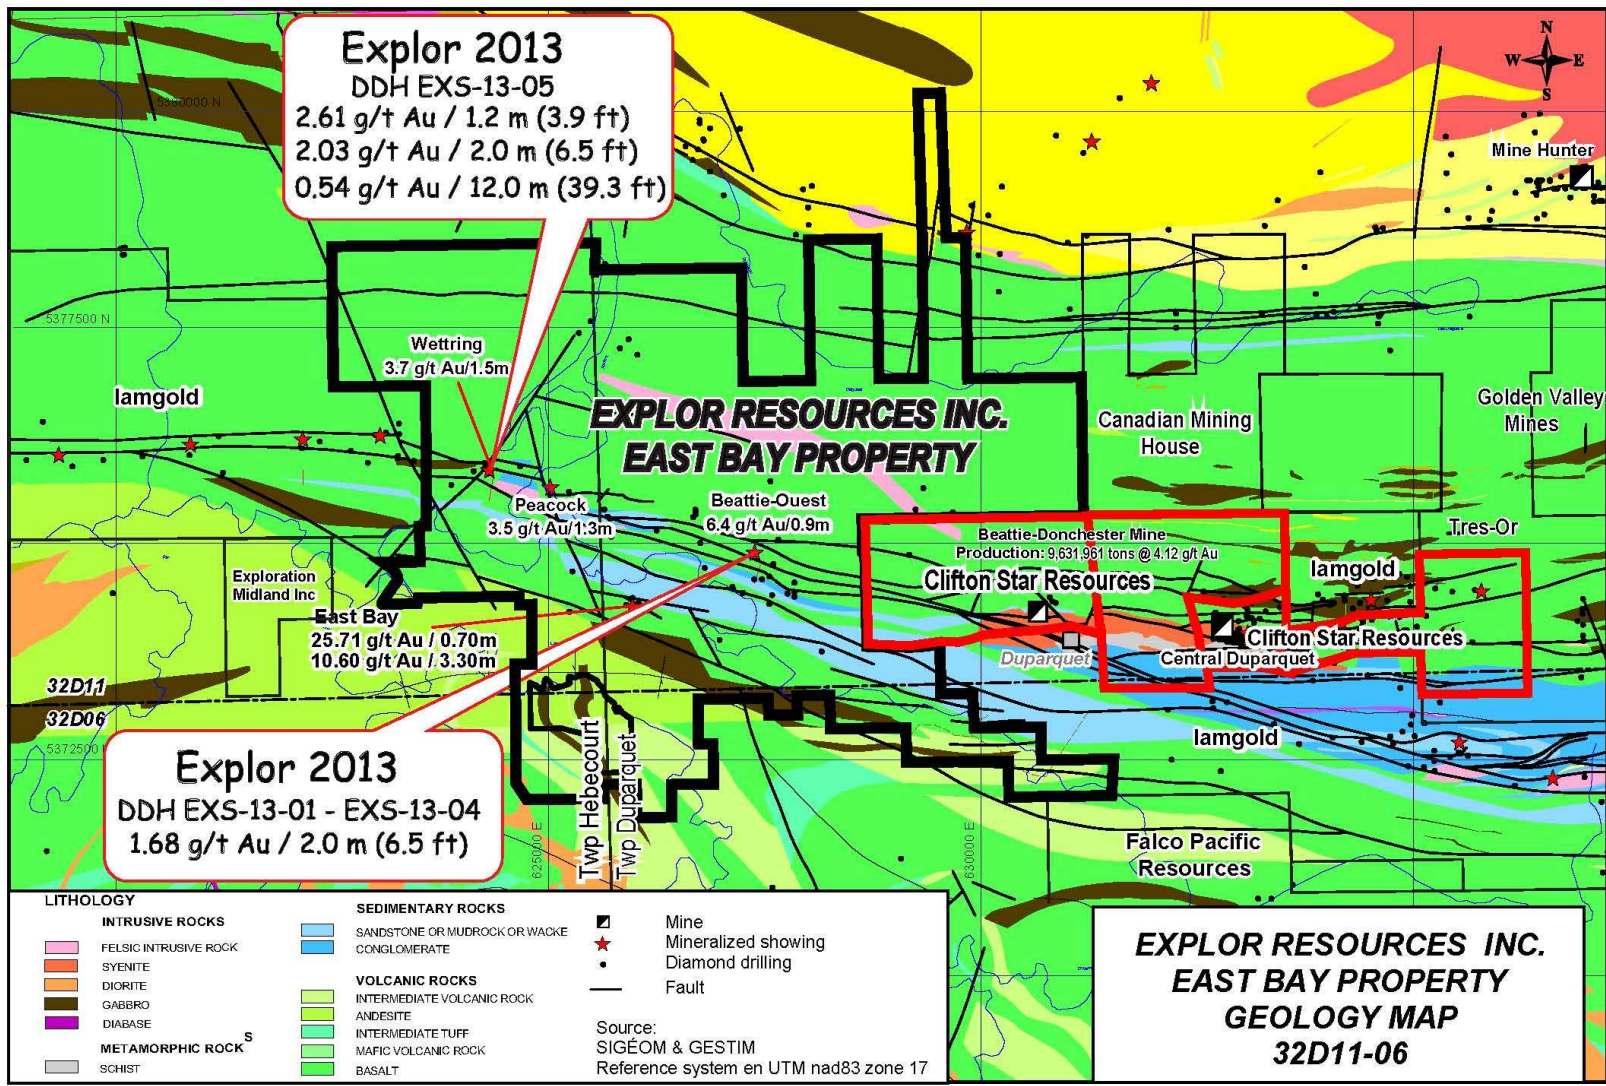 Explor 2013
DDH EXS-13-05
2.61 g/t Au / 1.2 m (3.9 ft)
2.03 g/t Au / 2.0 m (6.5 ft)
0.54 g/t Au / 12.0 m (39.3 ft)
N
W E
S
Mine Hunter
5380000 N
5377500 N
Wettring
3.7 g/t Au/1.5m
Iamgold
EXPLOR RESOURCES INC.
EAST BAY PROPERTY
Canadian Mining
House
Golden Valley
Mines
Peacock
3.5 g/t Au/1.3m
Beattie-Ouest
6.4 g/t Au/0.9m
Beattie-Donchester Mine
Production: 9,631,961 tons @ 4.12 g/t Au
Clifton Star Resources
Tres-Or
Iamgold
Exploration
Midland Inc
East Bay
25.71 g/t Au / 0.70m
10.60 g/t Au / 3.30m
Duparquet
Central Duparquet
Clifton Star Resources
32D11
32D06
5372500
Iamgold
Explor 2013
DDH EXS-13-01 - EXS-13-04
1.68 g/t Au / 2.0 m (6.5 ft)
Twp Hebecourt
Twp Duparquet
625000 E
630000 E
Falco Pacific
Resources
LITHOLOGY
INTRUSIVE ROCKS
FELSIC INTRUSIVE ROCK
SYENITE
DIORITE
GABBRO
DIABASE
METAMORPHIC ROCK S
SCHIST
SEDIMENTARY ROCKS
SANDSTONE OR MUDROCK OR WACKE
CONGLOMERATE
VOLCANIC ROCKS
INTERMEDIATE VOLCANIC ROCK
ANDESITE
INTERMEDIATE TUFF
MAFIC VOLCANIC ROCK
BASALT
Mine
Mineralized showing
Diamond drilling
Fault
Source:
SIGÉOM & GESTIM
Reference system en UTM nad83 zone 17
EXPLOR RESOURCES INC.
EAST BAY PROPERTY
GEOLOGY MAP
32D11-06